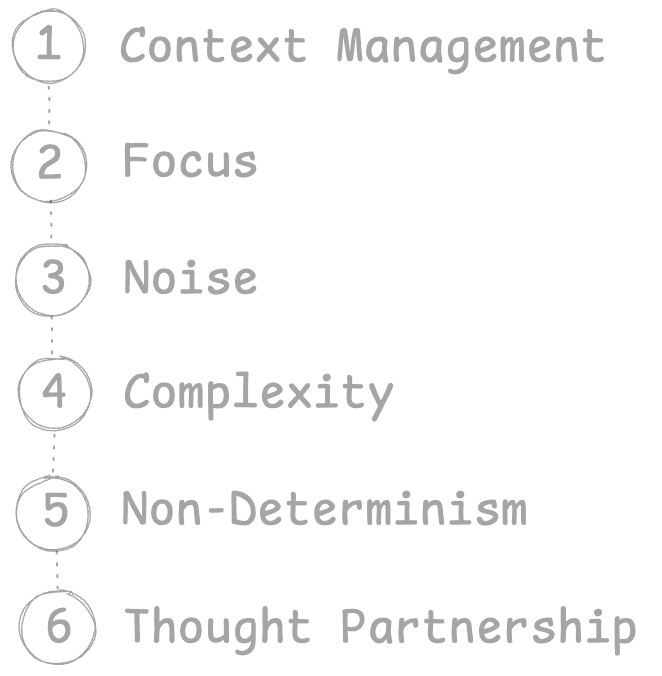 1 Context Management
2 Focus
3 Noise
4 Complexity
5 Non-Determinism
6 Thought Partnership